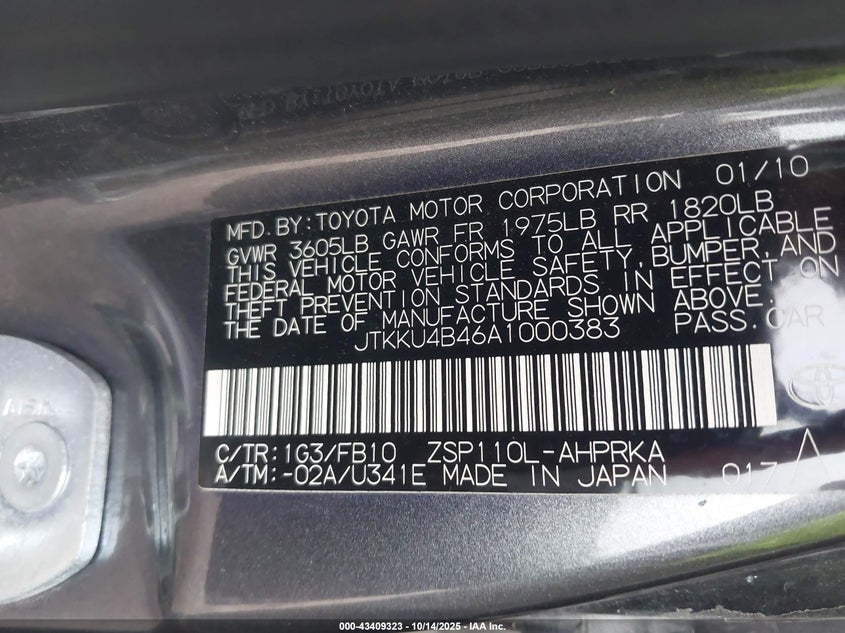 MFD.BY:TOYOTA MOTOR CORPORATION 01/10
GVWR 3605LB GAWR FR 1975LB RR 1820LB
THIS VEHICLE CONFORMS TO ALL APPLICABLE
FEDERAL MOTOR VEHICLE SAFETY,BUMPER,AND
THEFT PREVENTION STANDARDS IN EFFECT ON
THE DATE OF MANUFACTURE SHOWN ABOVE.
JTKKU4B46A1000383 PASS.CAR
C/TR:1G3/FB10 ZSP110L-AHPRKA
A/TM:-02A/U341E MADE IN JAPAN 017
AISI
000-43409323 - 10/14/2025 - IAA Inc.